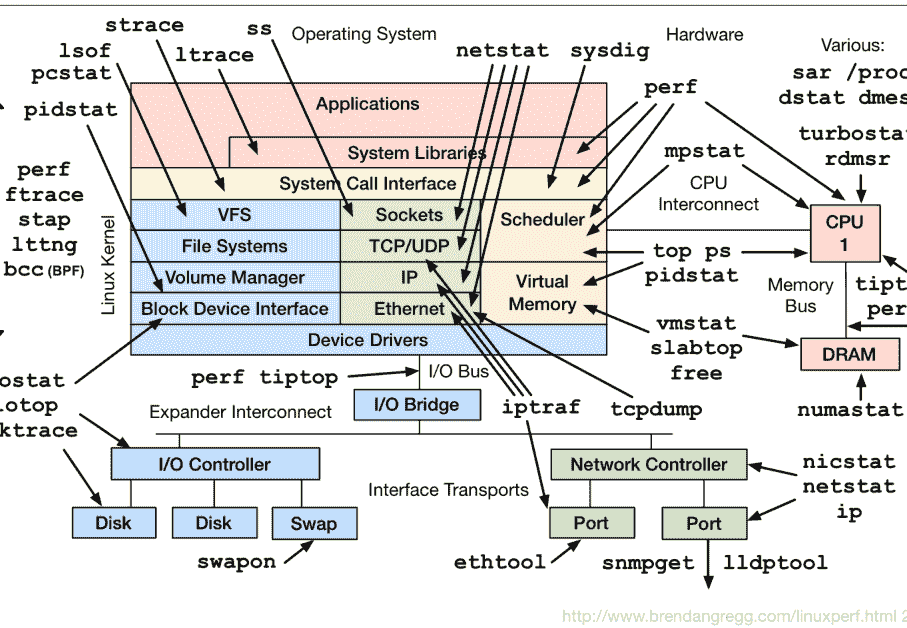 strace
ss
Operating System
netstat
sysdig
Hardware
Various:
lsof
ltrace
pcstat
sar /proc
dstat dmes
pidstat
perf
Applications
turbostat
rdmsr
System Libraries
mpstat
perf
ftrace
stap
lttng
bcc (BPF)
System Call Interface
CPU
Interconnect
Linux Kernel
VFS
Sockets
Scheduler
CPU
1
File Systems
TCP/UDP
top ps
pidstat
Volume Manager
IP
Virtual
Memory
Memory
Bus
tipt
per
Block Device Interface
Ethernet
vmstat
slabtop
free
Device Drivers
DRAM
ostat
otop
ktrace
perf tiptop
I/O Bus
I/O Bridge
iptraf
tcpdump
numastat
Expander Interconnect
I/O Controller
Network Controller
nicstat
netstat
ip
Interface Transports
Disk
Disk
Swap
Port
Port
swapon
ethtool
snmpget
lldptool
http://www.brendangregg.com/linuxperf.html 2